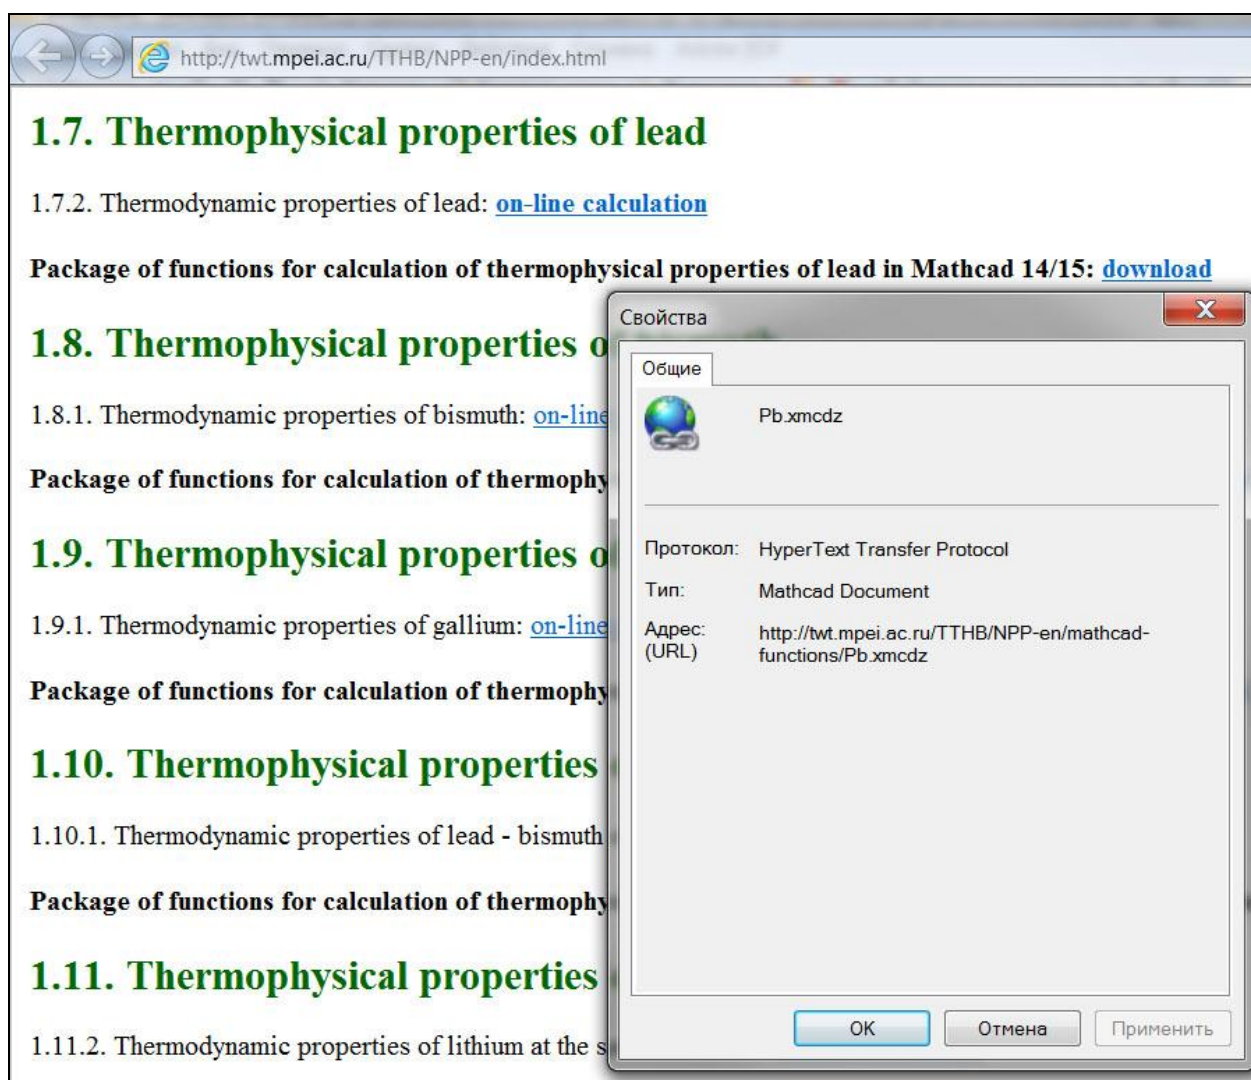 http://twt.mpei.ac.ru/TTHB/NPP-en/index.html
1.7. Thermophysical properties of lead
1.7.2. Thermodynamic properties of lead: on-line calculation
Package of functions for calculation of thermophysical properties of lead in Mathcad 14/15: download
1.8. Thermophysical properties
1.8.1. Thermodynamic properties of bismuth: on-line
Package of functions for calculation of
1.9. Thermophysical properties
1.9.1. Thermodynamic properties of gallium: on-line
Package of functions for calculation of
1.10. Thermophysical properties
1.10.1. Thermodynamic properties of lead - bismuth
Package of functions for calculation of
1.11. Thermophysical properties
1.11.2. Thermodynamic properties of lithium at the
Свойства
X
Общие
Pb.xmcdz
Протокол: HyperText Transfer Protocol
Тип: Mathcad Document
Адрес: http://twt.mpei.ac.ru/TTHB/NPP-en/mathcad-
(URL) functions/Pb.xmcdz
OK Отмена Применить